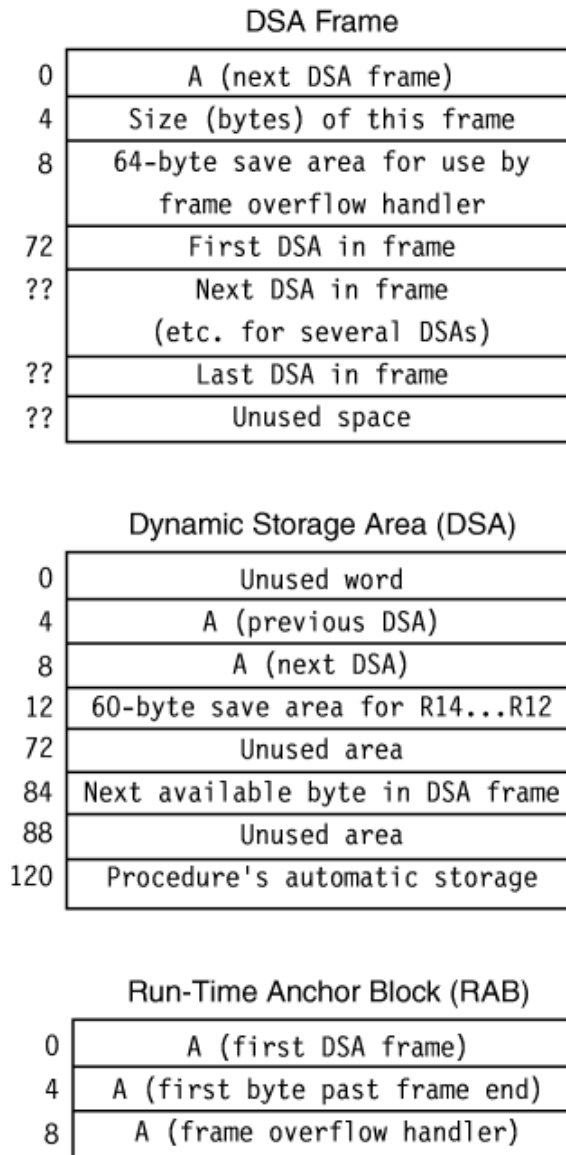 DSA Frame
0 A (next DSA frame)
4 Size (bytes) of this frame
8 64-byte save area for use by
frame overflow handler
72 First DSA in frame
?? Next DSA in frame
(etc. for several DSAs)
?? Last DSA in frame
?? Unused space
Dynamic Storage Area (DSA)
0 Unused word
4 A (previous DSA)
8 A (next DSA)
12 60-byte save area for R14...R12
72 Unused area
84 Next available byte in DSA frame
88 Unused area
120 Procedure's automatic storage
Run-Time Anchor Block (RAB)
0 A (first DSA frame)
4 A (first byte past frame end)
8 A (frame overflow handler)